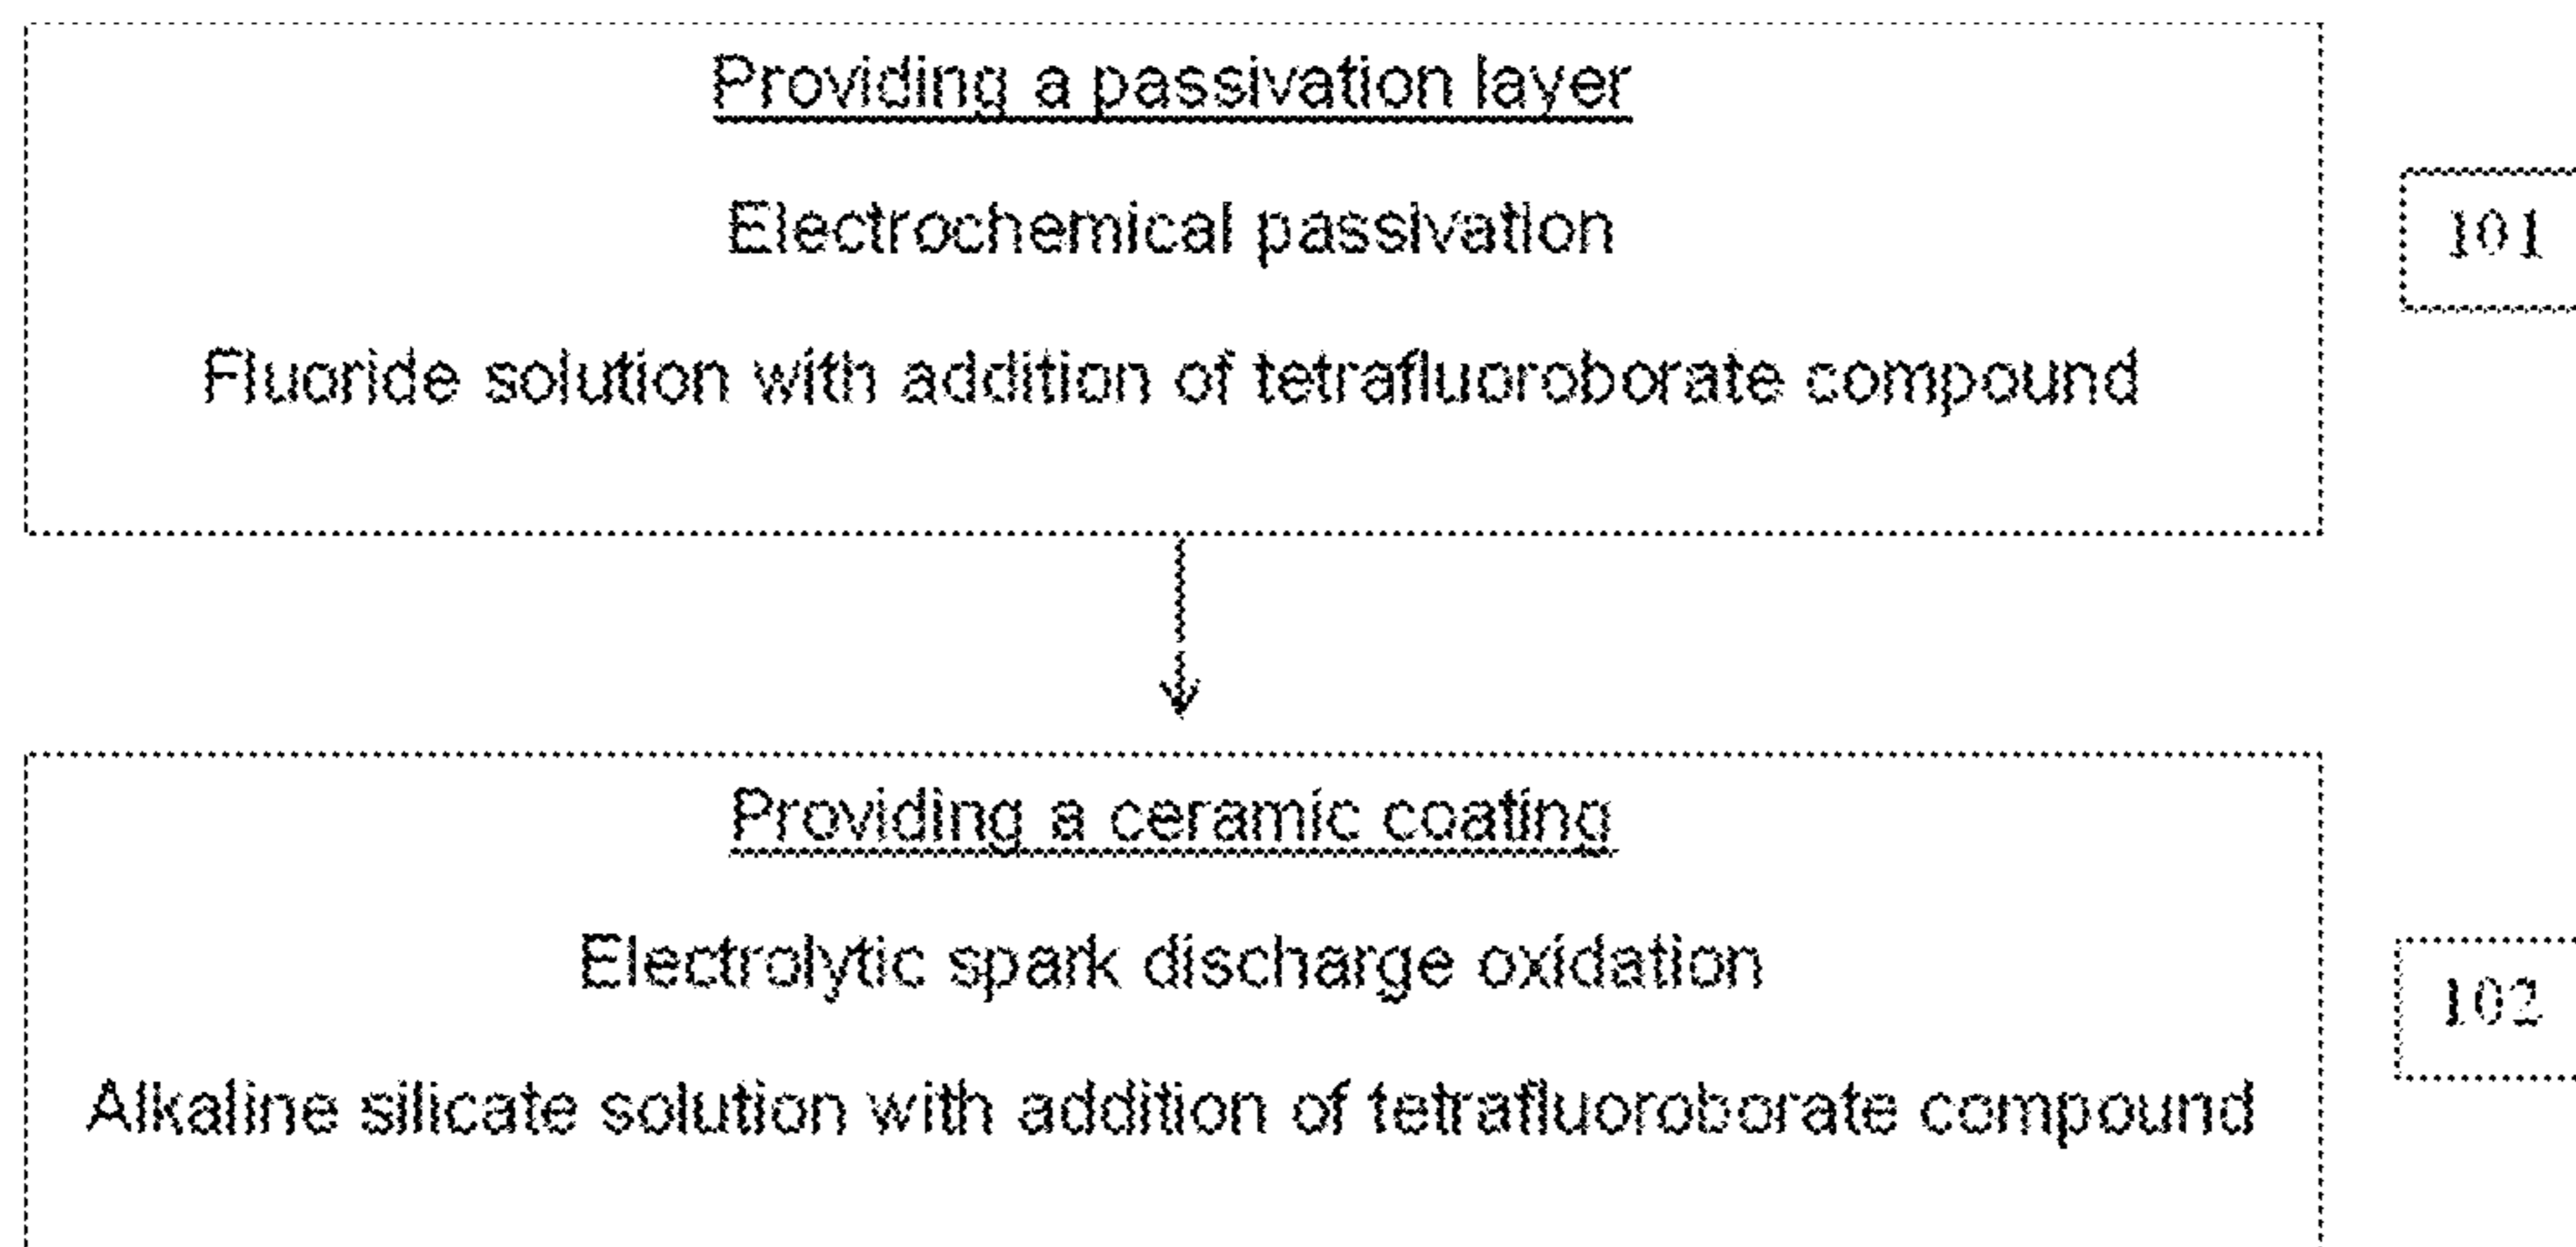 Providing a passivation layer
Electrochemical passivation
101
Fluoride solution with addition of tetrafluoroborate compound
Providing a ceramic coating
Electrolytic spark discharge oxidation
102
Alkaline silicate solution with addition of tetrafluoroborate compound